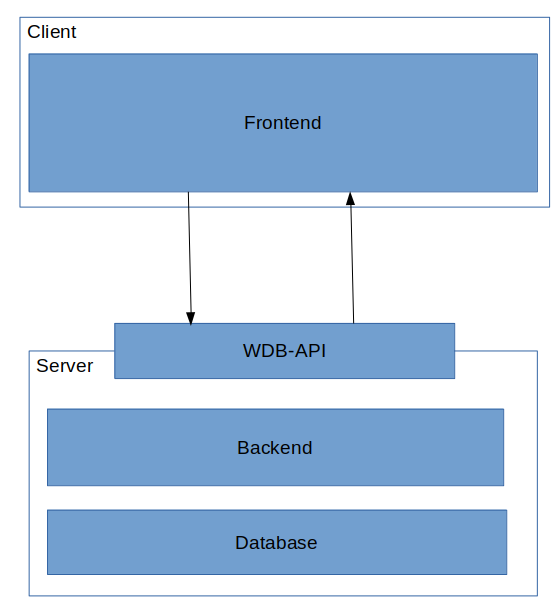 Client
Frontend
WDB-API
Server
Backend
Database